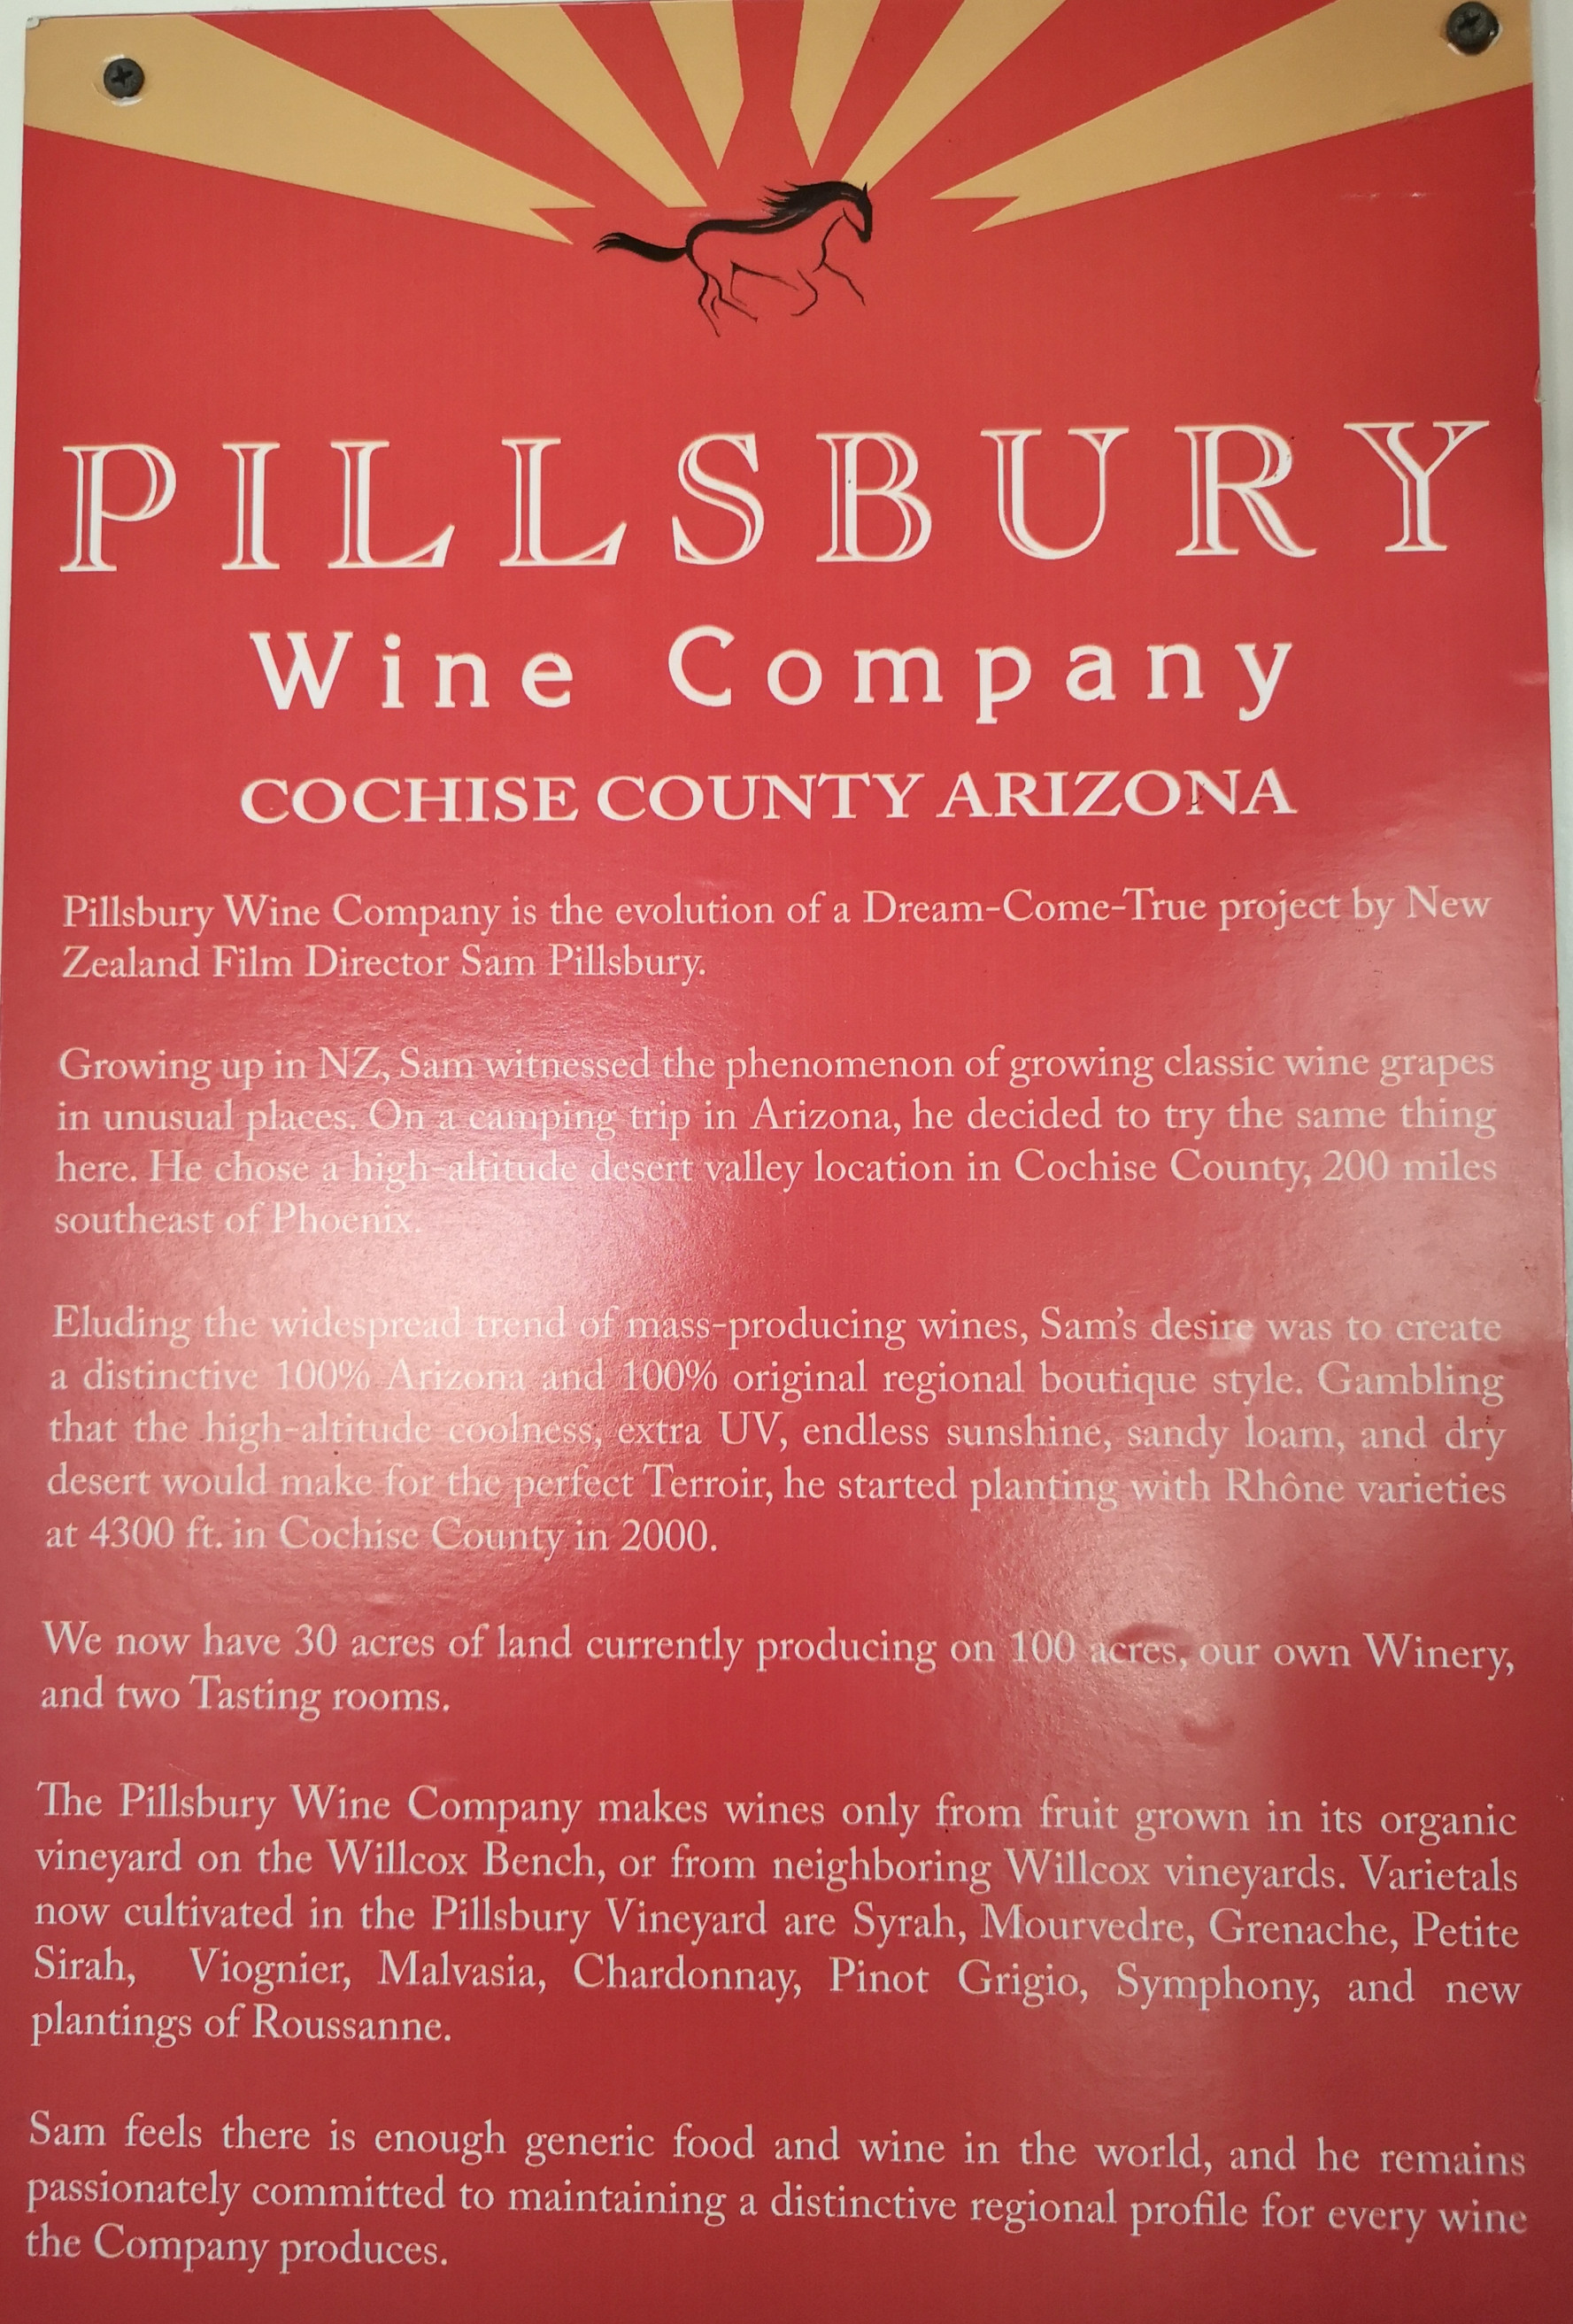 PILLSBURY
Wine Company
COCHISE COUNTY ARIZONA
Pillsbury Wine Company is the evolution of a Dream-Come-True project by New
Zealand Film Director Sam Pillsbury.
Growing up in NZ, Sam witnessed the phenomenon of growing classic wine grapes
in unusual places. On a camping trip in Arizona, he decided to try the same thing
here. He chose a high-altitude desert valley location in Cochise County, 200 miles
southeast of Phoenix.
Eluding the widespread trend of mass-producing wines, Sam's desire was to create
a distinctive 100% Arizona and 100% original regional boutique style. Gambling
that the high-altitude coolness, extra UV, endless sunshine, sandy loam, and dry
desert would make for the perfect Terroir, he started planting with Rhône varieties
at 4300 ft. in Cochise County in 2000.
We now have 30 acres of land currently producing on 100 acres, our own Winery,
and two Tasting rooms.
The Pillsbury Wine Company makes wines only from fruit grown in its organic
vineyard on the Willcox Bench, or from neighboring Willcox vineyards. Varietals
now cultivated in the Pillsbury Vineyard are Syrah, Mourvedre, Grenache, Petite
Sirah, Viognier, Malvasia, Chardonnay, Pinot Grigio, Symphony, and new
plantings of Roussanne.
Sam feels there is enough generic food and wine in the world, and he remains
passionately committed to maintaining a distinctive regional profile for every wine
the Company produces.